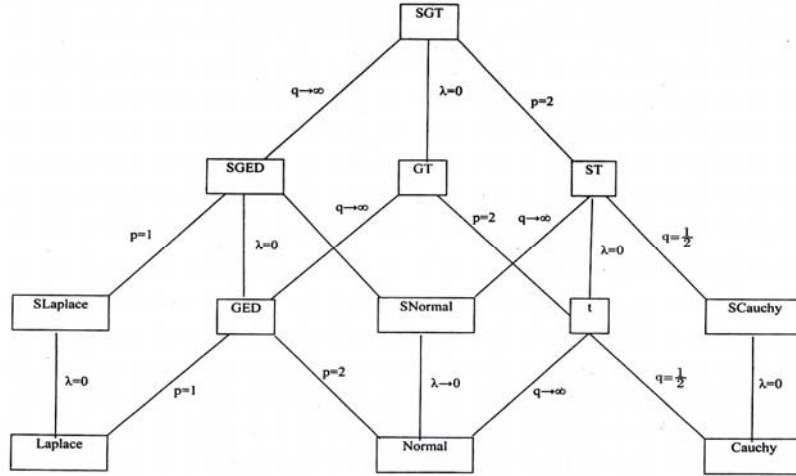 SGT
q→∞
λ=0
p=2
SGED
GT
ST
p=1
λ=0
q→∞
p=2
q→∞
λ=0
q=1/2
SLaplace
GED
SNormal
t
SCauchy
λ=0
p=1
p=2
λ→0
q→∞
q=1/2
λ=0
Laplace
Normal
Cauchy